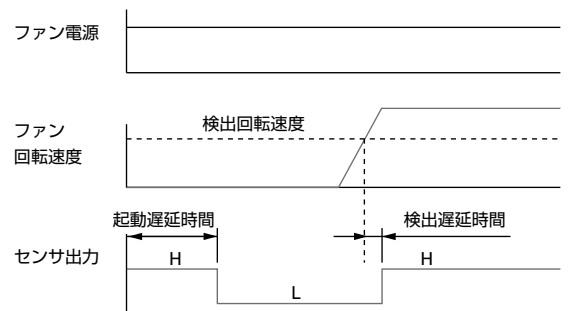 ファン電源
検出回転速度
ファン
回転速度
起動遅延時間
検出遅延時間
センサ出力
H
H
L